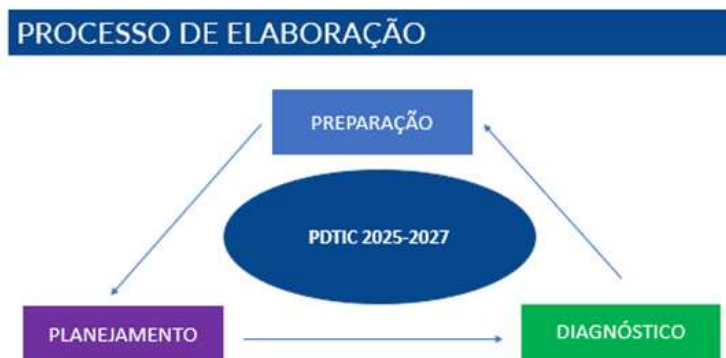 PROCESSO DE ELABORAÇÃO
PREPARAÇÃO
PDTIC 2025-2027
PLANEJAMENTO
DIAGNÓSTICO